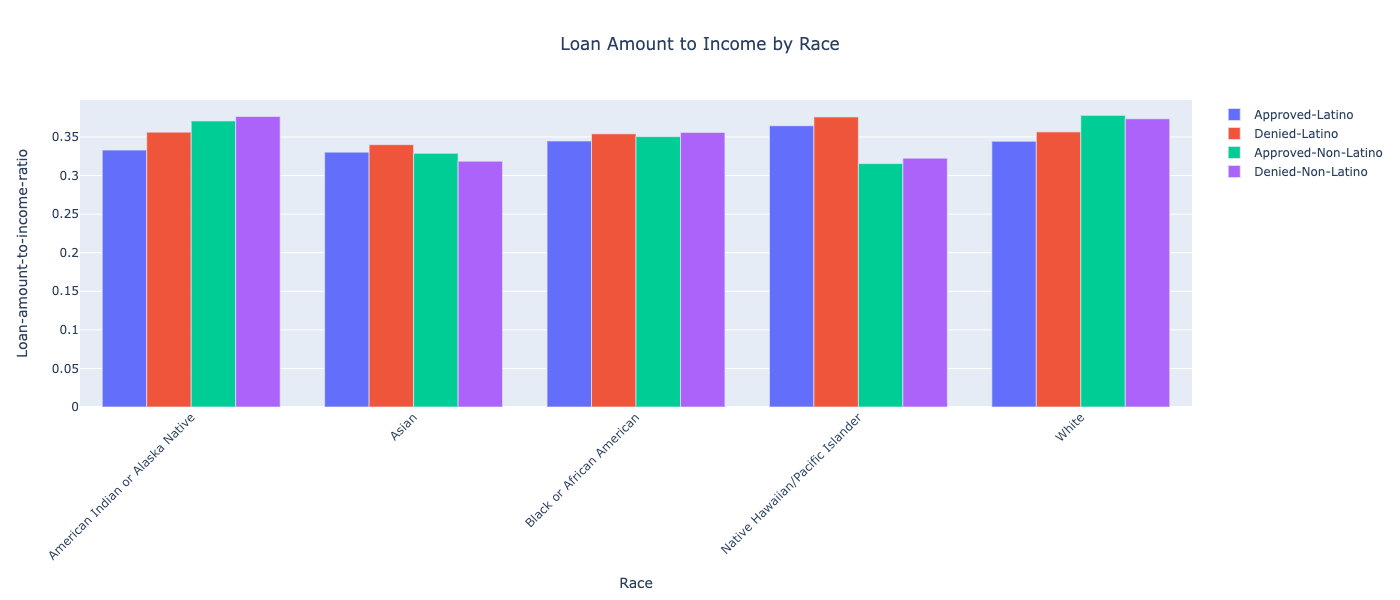 Loan Amount to Income by Race
Approved-Latino
Denied-Latino
Approved-Non-Latino
Denied-Non-Latino
Loan-amount-to-income-ratio
0.35
0.3
0.25
0.2
0.15
0.1
0.05
0
American Indian or Alaska Native
Asian
Black or African American
Native Hawaiian/Pacific Islander
White
Race